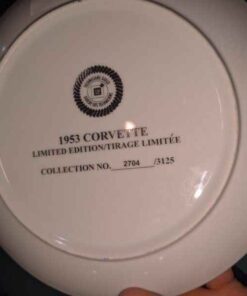 1953 CORVETTE
LIMITED EDITION/TIRAGE LIMITÉE
COLLECTION NO. 2704 /3125